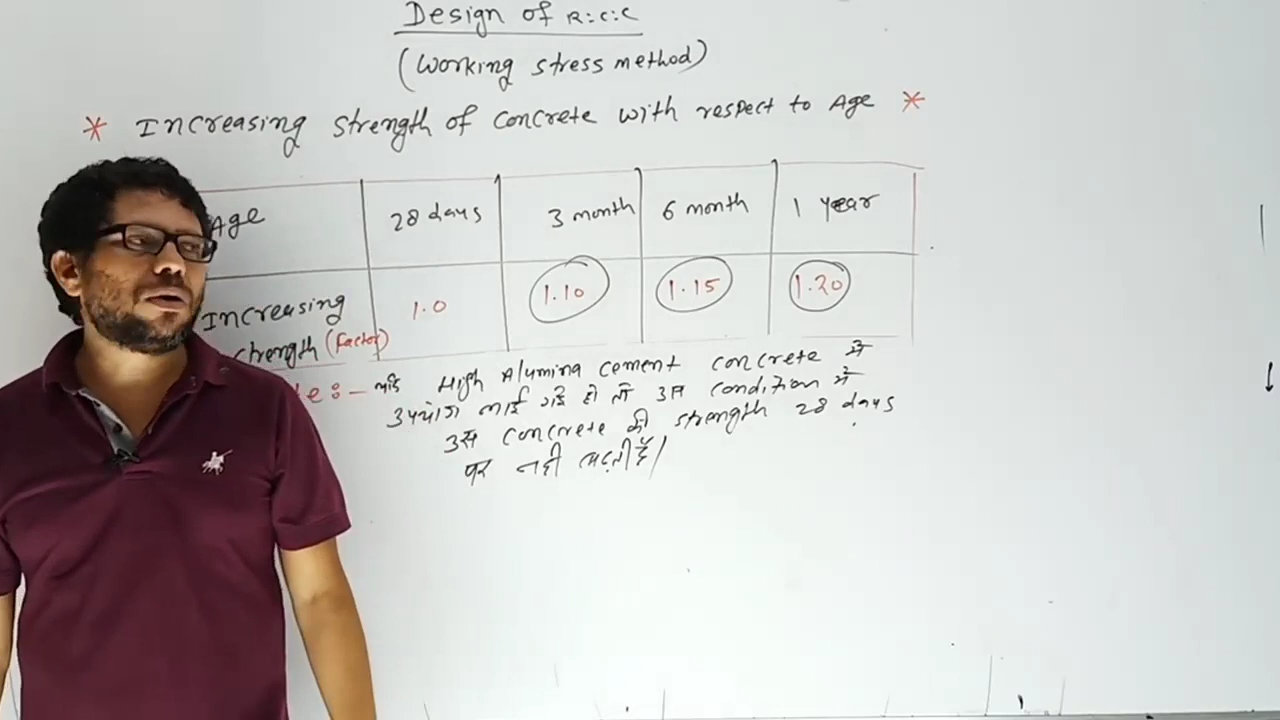 Design of R:C:C
(Working stress method)
* Increasing strength of concrete with respect to Age *
Age 28 days 3 month 6 month 1 year
Increasing 1.0 1.10 1.15 1.20
strength (Factor)
te:- यदि High Alumina cement concrete में
उपयोग लाई गई हो तो उस condition में
उस concrete की strength 28 days
पर नही बढ़ती है।